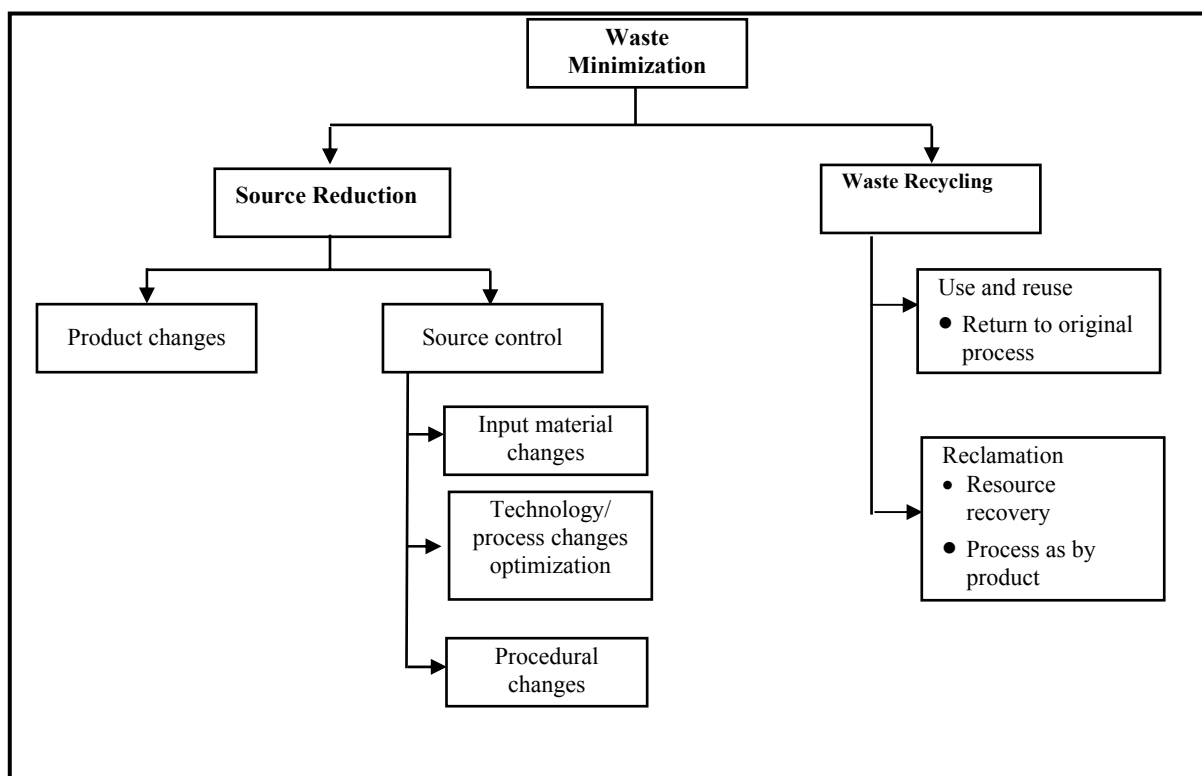 Waste
Minimization
Source Reduction
Waste Recycling
Product changes
Source control
Input material
changes
Technology/
process changes
optimization
Procedural
changes
Use and reuse
● Return to original
process
Reclamation
• Resource
recovery
● Process as by
product